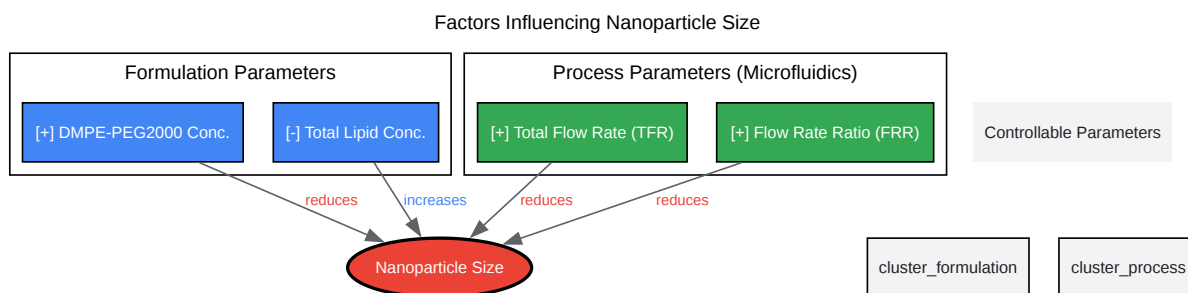 Factors Influencing Nanoparticle Size
Formulation Parameters
Process Parameters (Microfluidics)
[+] DMPE-PEG2000 Conc.
[-] Total Lipid Conc.
[+] Total Flow Rate (TFR)
[+] Flow Rate Ratio (FRR)
Controllable Parameters
reduces
increases
reduces
reduces
Nanoparticle Size
cluster_formulation
cluster_process